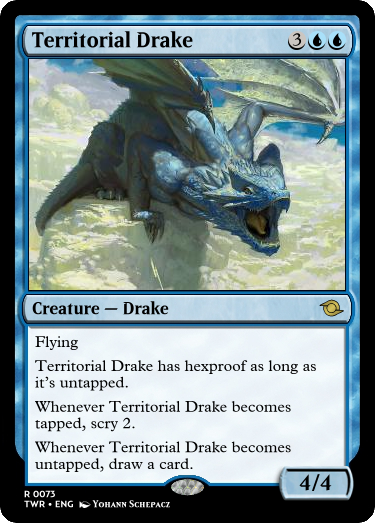 Territorial Drake 3
Creature — Drake
Flying
Territorial Drake has hexproof as long as
it's untapped.
Whenever Territorial Drake becomes
tapped, scry 2.
Whenever Territorial Drake becomes
untapped, draw a card.
4/4
R 0073
TWR • ENG Yohann Schepacz